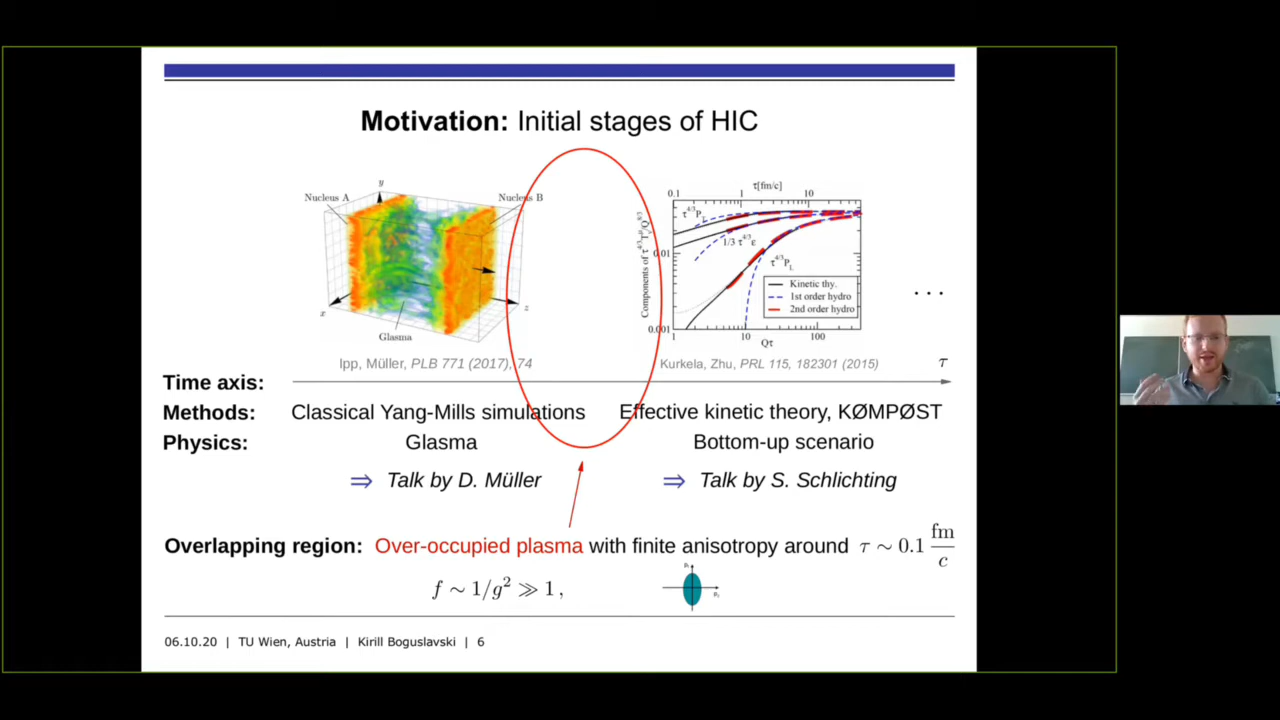 Motivation: Initial stages of HIC
y
Nucleus A
Nucleus B
x
z
Glasma
τ[fm/c]
0.1 1 10
Components of τ^4/3 T_μ^ν/Q^8/3
0.01
0.001
τ^4/3 P_T
1/3 τ^4/3 ε
τ^4/3 P_L
Kinetic thy.
1st order hydro
2nd order hydro
1 10 100
Qτ
...
Ipp, Müller, PLB 771 (2017), 74
Kurkela, Zhu, PRL 115, 182301 (2015)
τ
Time axis:
Methods: Classical Yang-Mills simulations Effective kinetic theory, KØMPØST
Physics: Glasma Bottom-up scenario
⇒ Talk by D. Müller ⇒ Talk by S. Schlichting
Overlapping region: Over-occupied plasma with finite anisotropy around τ ∼ 0.1 fm/c
f ∼ 1/g² ≫ 1 ,
06.10.20 | TU Wien, Austria | Kirill Boguslavski | 6